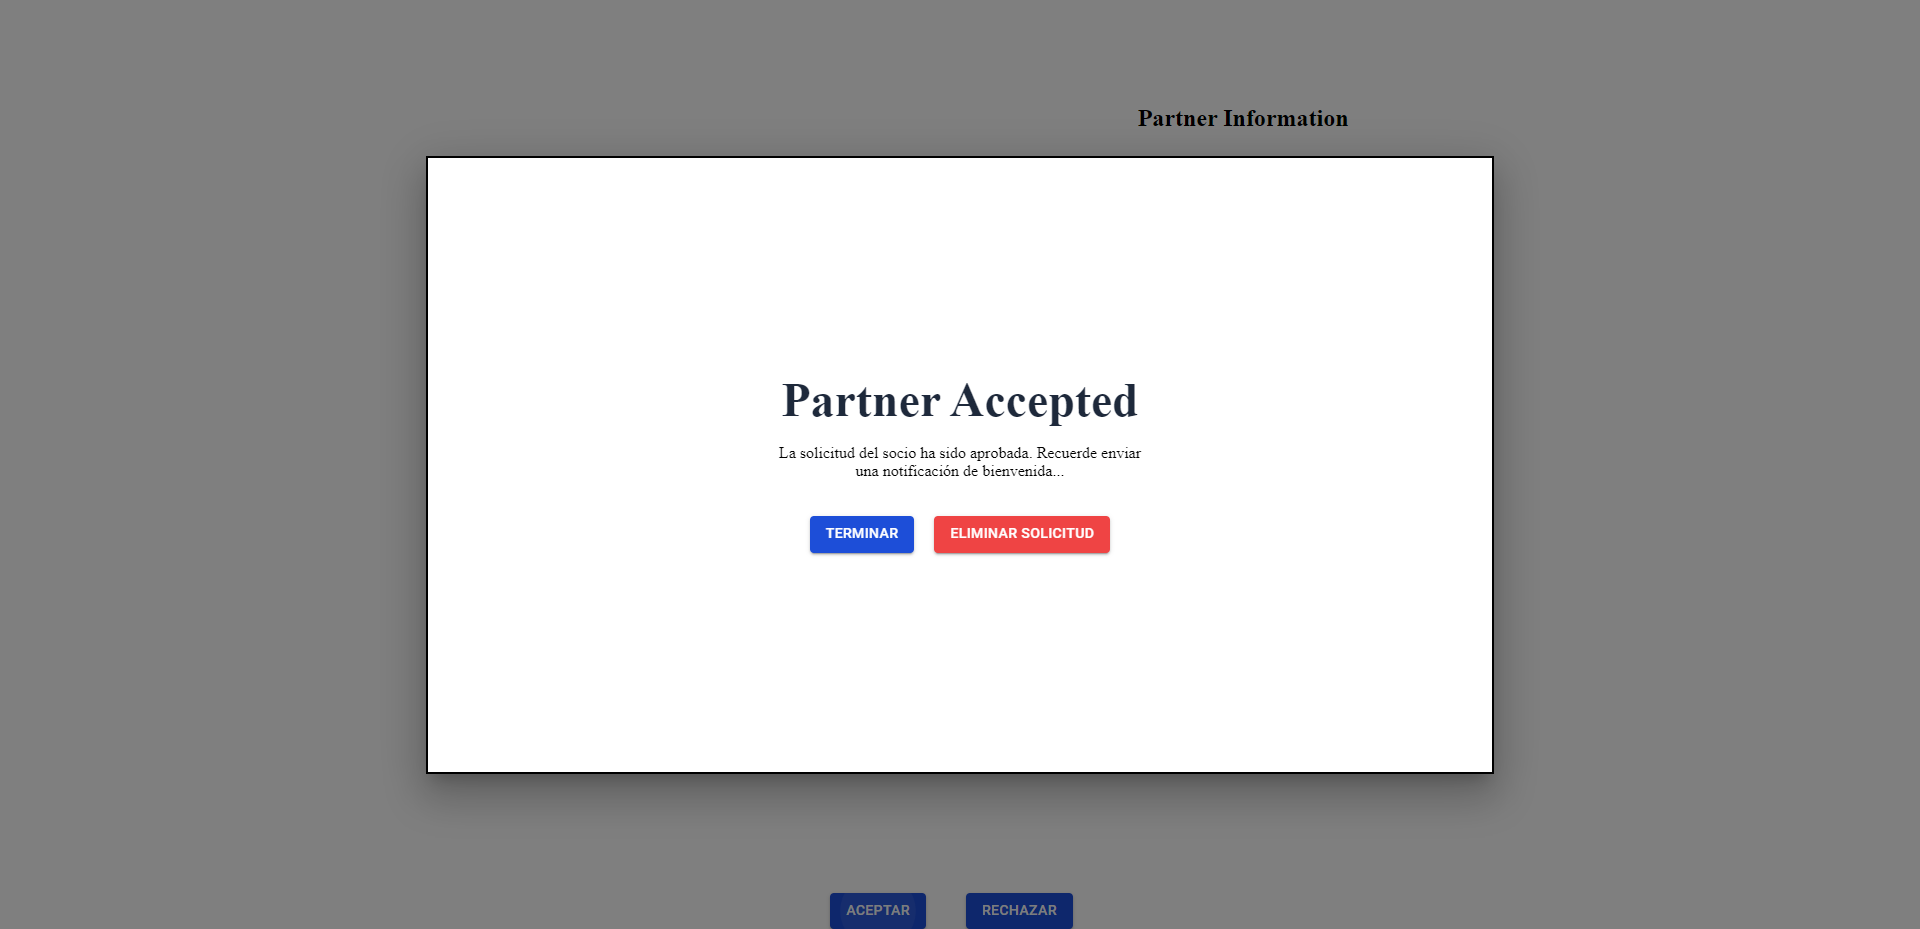 Partner Information
Partner Accepted
La solicitud del socio ha sido aprobada. Recuerde enviar
una notificación de bienvenida...
TERMINAR
ELIMINAR SOLICITUD
ACEPTAR
RECHAZAR